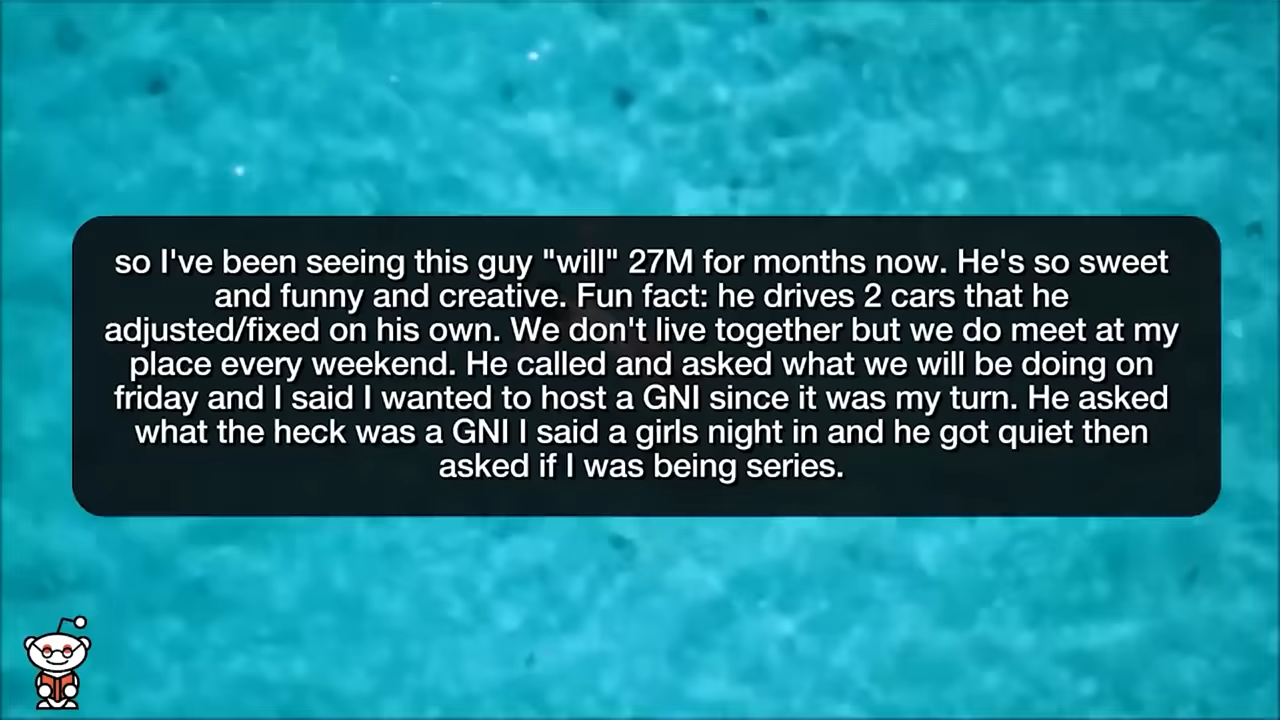 so I've been seeing this guy "will" 27M for months now. He's so sweet
and funny and creative. Fun fact: he drives 2 cars that he
adjusted/fixed on his own. We don't live together but we do meet at my
place every weekend. He called and asked what we will be doing on
friday and I said I wanted to host a GNI since it was my turn. He asked
what the heck was a GNI I said a girls night in and he got quiet then
asked if I was being series.